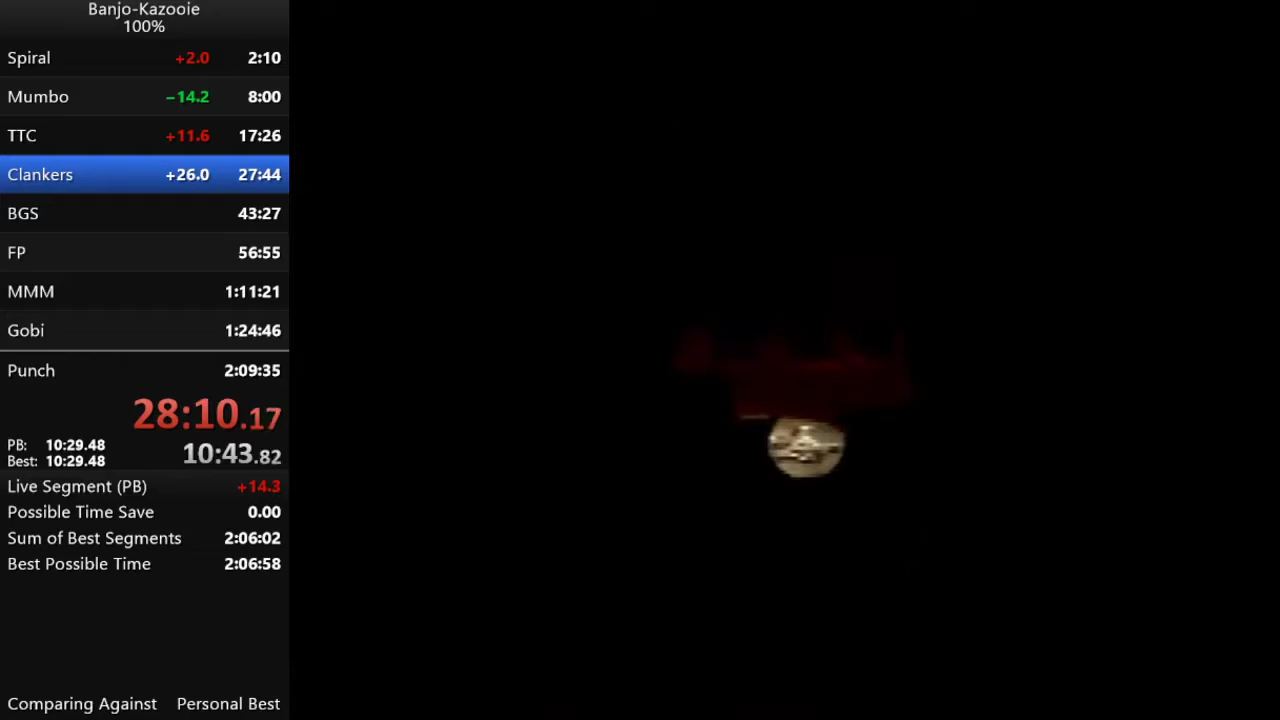 Banjo-Kazooie
100%
Spiral +2.0 2:10
Mumbo −14.2 8:00
TTC +11.6 17:26
Clankers +26.0 27:44
BGS 43:27
FP 56:55
MMM 1:11:21
Gobi 1:24:46
Punch 2:09:35
28:10.17
PB: 10:29.48 10:43.82
Best: 10:29.48
Live Segment (PB) +14.3
Possible Time Save 0.00
Sum of Best Segments 2:06:02
Best Possible Time 2:06:58
Comparing Against Personal Best